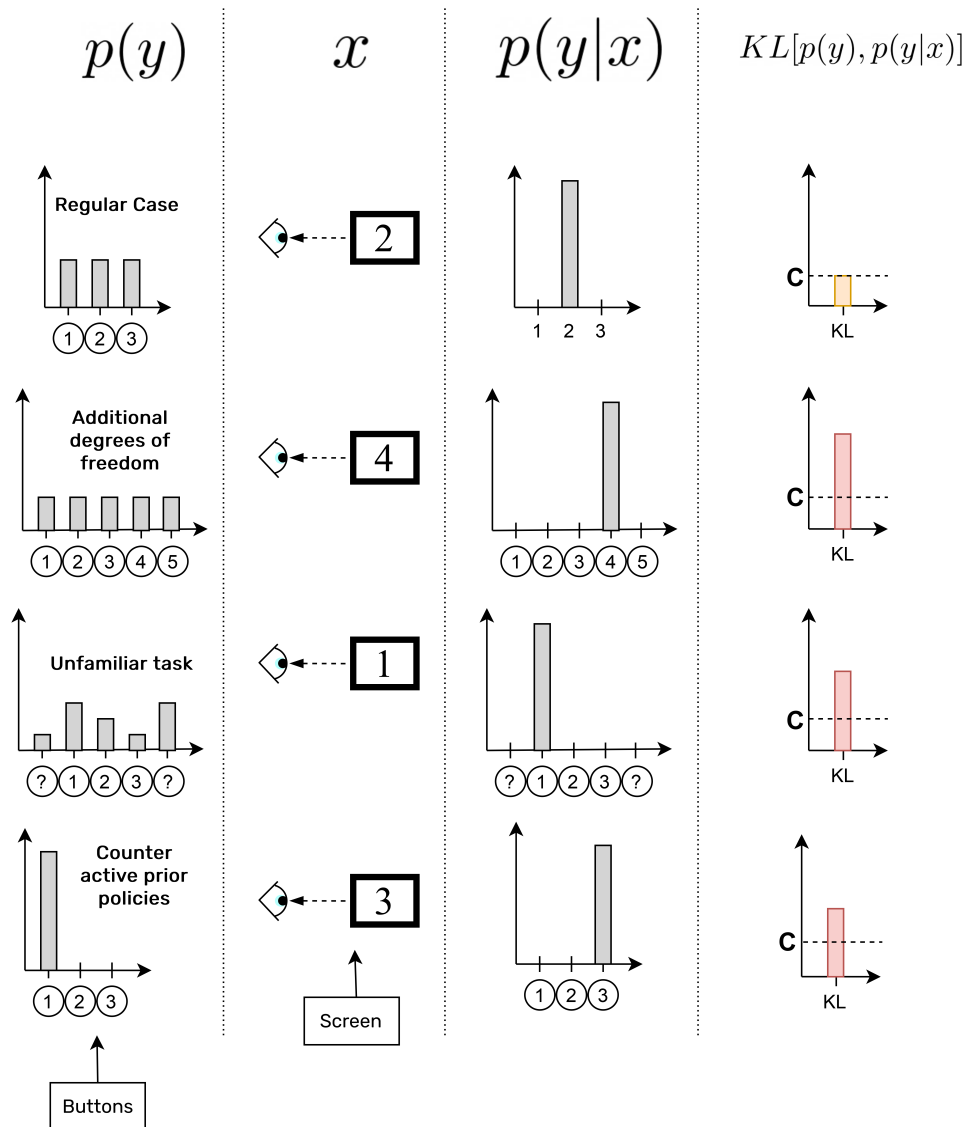 p(y) x p(y|x) KL[p(y), p(y|x)]
Regular Case
2
C
1 2 3
1 2 3
KL
Additional
degrees of
freedom
4
C
1 2 3 4 5
1 2 3 4 5
KL
Unfamiliar task
1
C
? 1 2 3 ?
? 1 2 3 ?
KL
Counter
active prior
policies
3
C
1 2 3
1 2 3
KL
Screen
Buttons